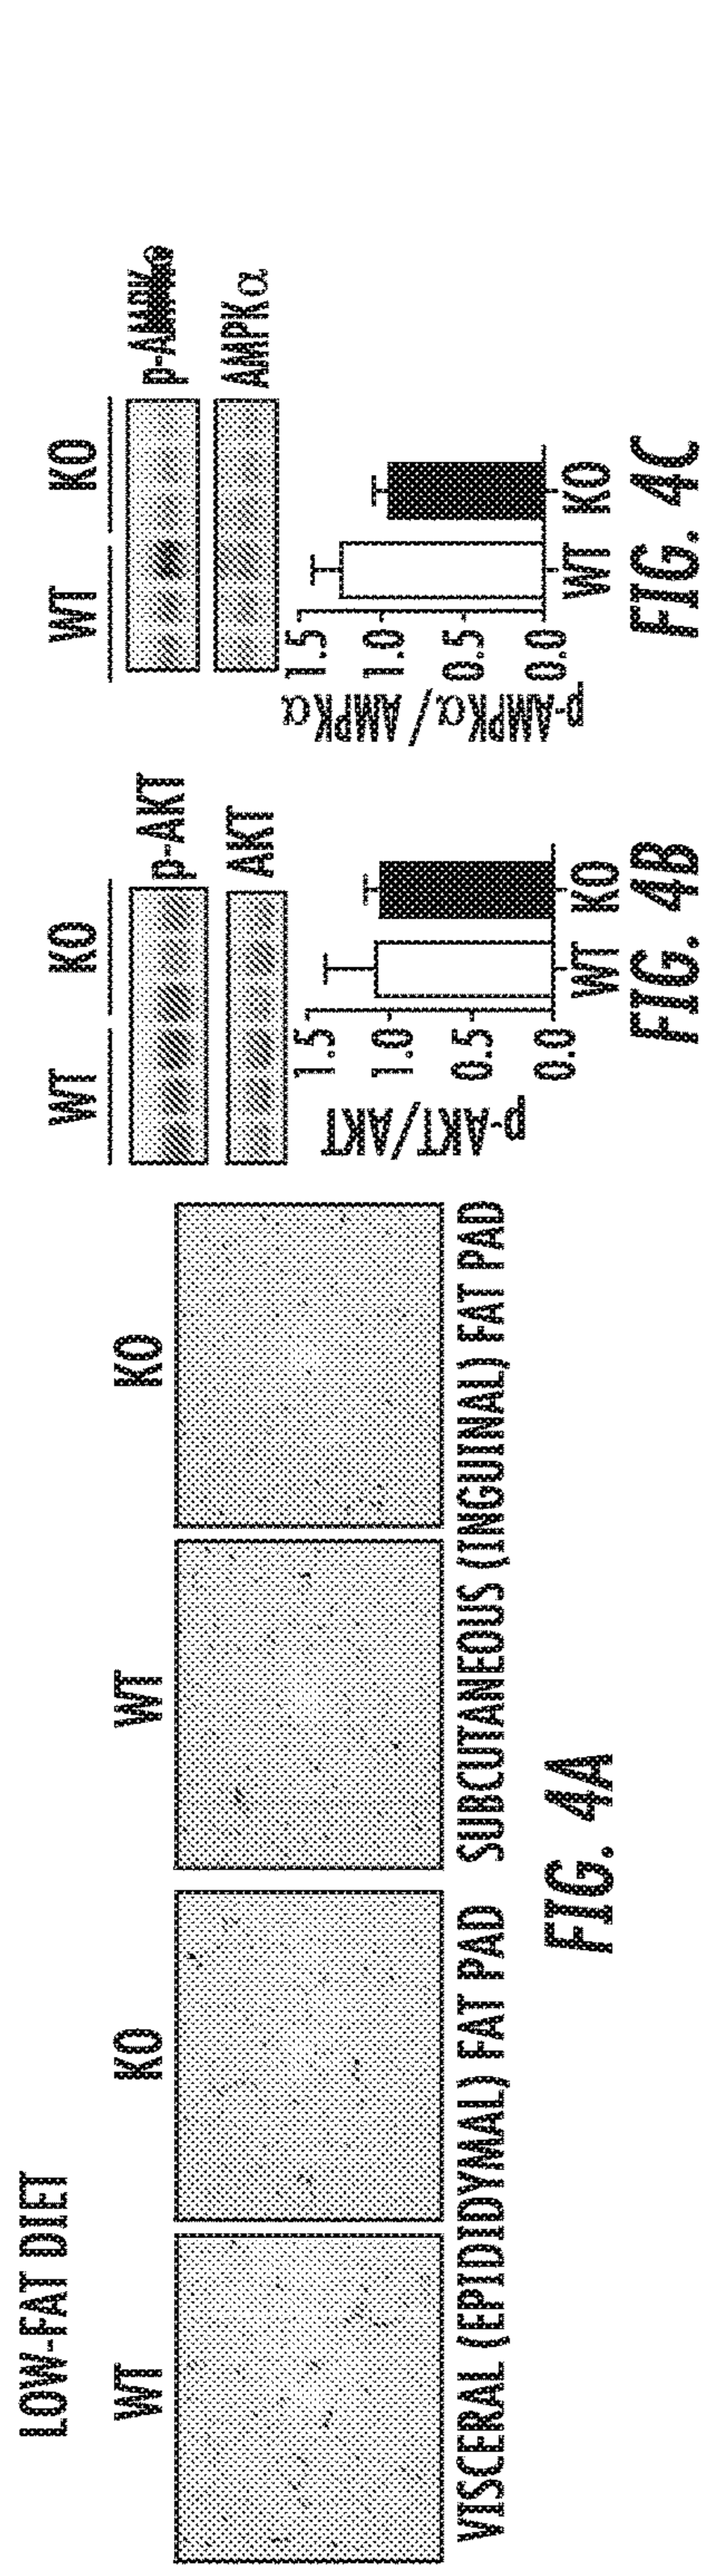 LOW-FAT DIET
WT
KO
WT
KO
VISCERAL (EPIDIDYMAL) FAT PAD
SUBCUTANEOUS (INGUINAL) FAT PAD
FIG. 4A
WT
KO
p-AKT
AKT
p-AKT/AKT
1.5
1.0
0.5
0.0
WT
KO
FIG. 4B
WT
KO
p-AMPKα
AMPKα
p-AMPKα/AMPKα
1.5
1.0
0.5
0.0
WT
KO
FIG. 4C